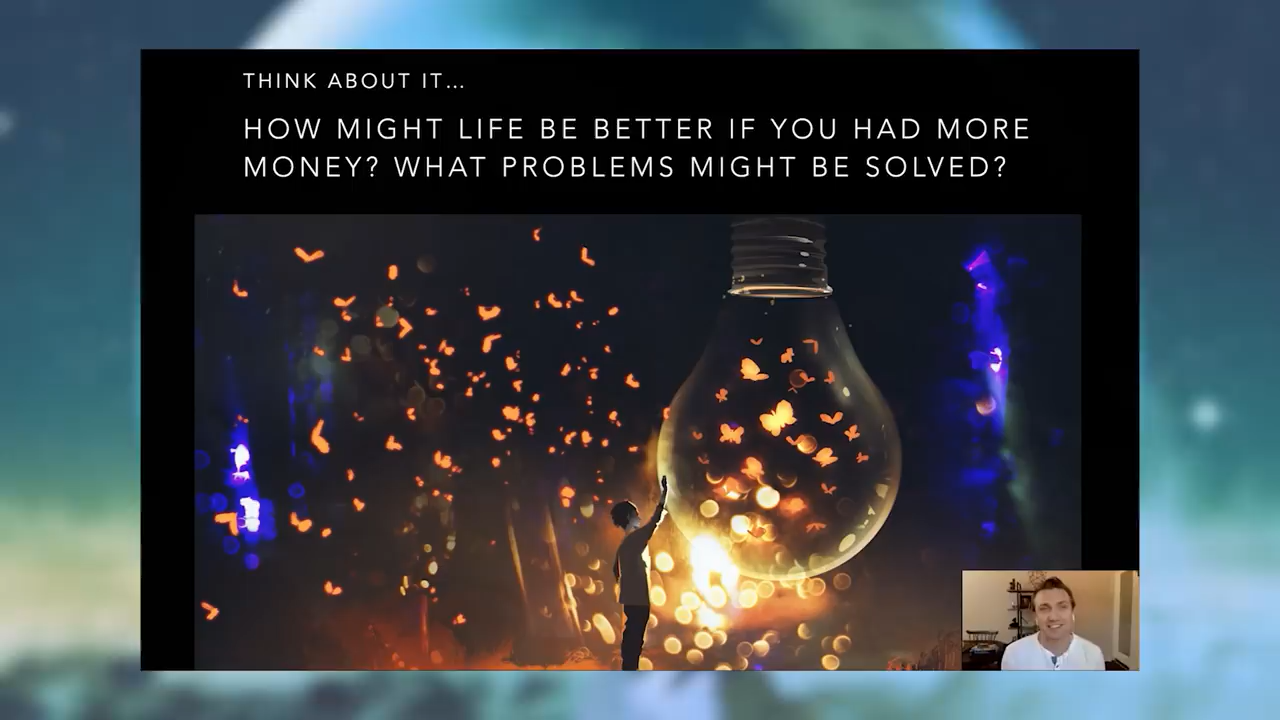 THINK ABOUT IT...
HOW MIGHT LIFE BE BETTER IF YOU HAD MORE
MONEY? WHAT PROBLEMS MIGHT BE SOLVED?